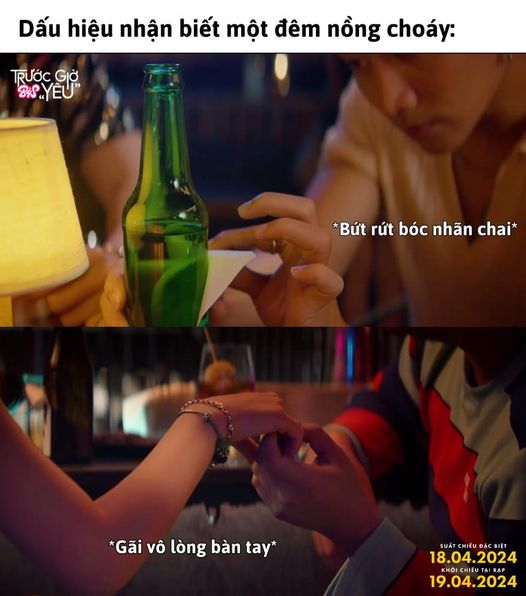 Dấu hiệu nhận biết một đêm nồng choáy:
TRƯỚC GIỜ
"YÊU"
*Bứt rứt bóc nhãn chai*
*Gãi vô lòng bàn tay*
SUẤT CHIẾU ĐẶC BIỆT
18.04.2024
KHỞI CHIẾU TẠI RẠP
19.04.2024